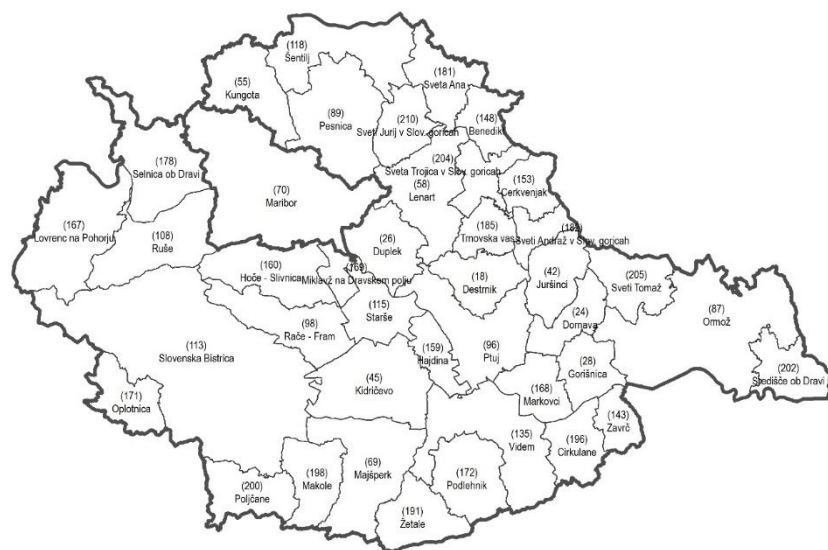 (118)
Šentilj
(55)
Kungota
(181)
Sveta Ana
(89)
Pesnica
(210)
Sveti Jurij v Slov. goricah
(148)
Benedikt
(178)
Selnica ob Dravi
(204)
Sveta Trojica v Slov. goricah
(58)
Lenart
(153)
Cerkvenjak
(70)
Maribor
(167)
Lovrenc na Pohorju
(108)
Ruše
(26)
Duplek
(185)
Trnovska vas
(182)
Sveti Andraž v Slov. goricah
(160)
Hoče - Slivnica
(169)
Miklavž na Dravskem polju
(18)
Destrnik
(42)
Juršinci
(205)
Sveti Tomaž
(87)
Ormož
(115)
Starše
(24)
Dornava
(98)
Rače - Fram
(113)
Slovenska Bistrica
(159)
Hajdina
(96)
Ptuj
(28)
Gorišnica
(202)
Središče ob Dravi
(171)
Oplotnica
(45)
Kidričevo
(168)
Markovci
(143)
Zavrč
(135)
Videm
(196)
Cirkulane
(200)
Poljčane
(198)
Makole
(69)
Majšperk
(172)
Podlehnik
(191)
Žetale